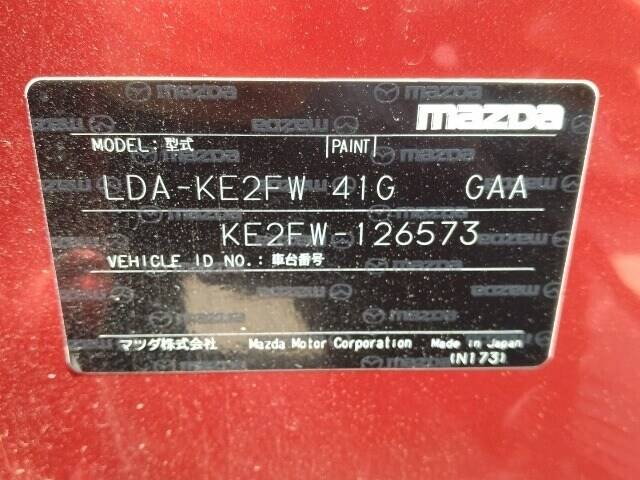 mazda
MODEL: 型式 PAINT
LDA-KE2FW 41G GAA
KE2FW-126573
VEHICLE ID NO.: 車台番号
マツダ株式会社 Mazda Motor Corporation Made in Japan
(N173)